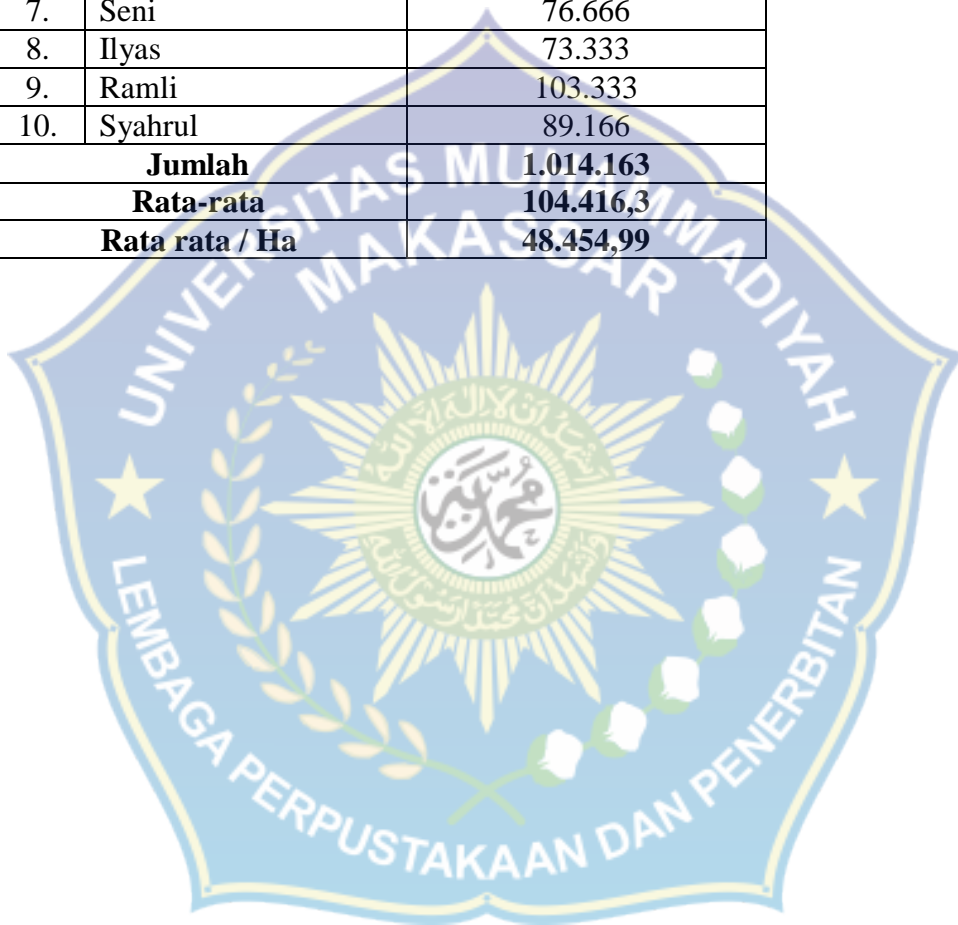 7. Seni 76.666
8. Ilyas 73.333
9. Ramli 103.333
10. Syahrul 89.166
Jumlah 1.014.163
Rata-rata 104.416,3
Rata rata / Ha 48.454,99
UNIVERSITAS MUHAMMADIYAH
MAKASSAR
LEMBAGA PERPUSTAKAAN DAN PENERBITAN